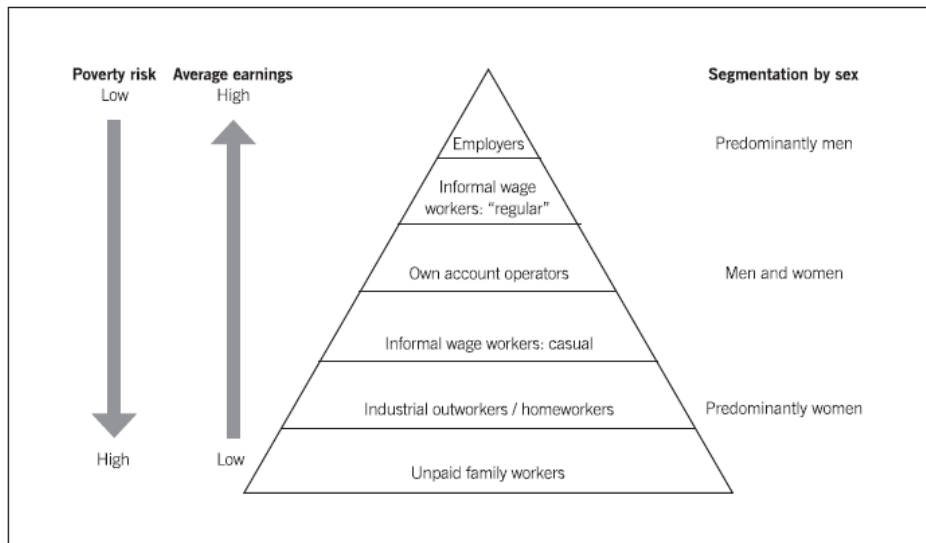 Poverty risk
Low
Average earnings
High
Segmentation by sex
Employers
Predominantly men
Informal wage
workers: “regular”
Own account operators
Men and women
Informal wage workers: casual
Industrial outworkers / homeworkers
Predominantly women
High
Low
Unpaid family workers